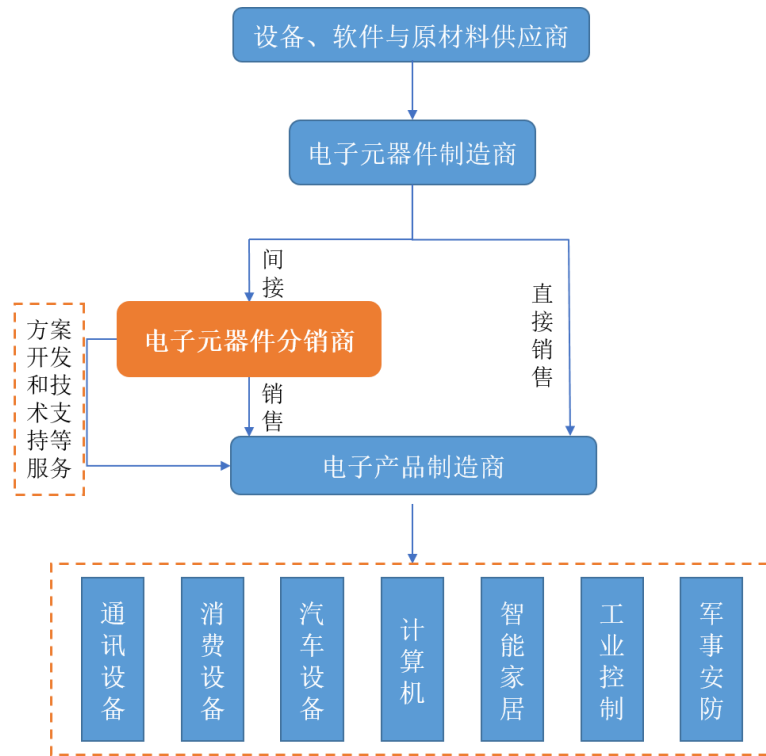 设备、软件与原材料供应商
电子元器件制造商
间接
直接销售
方案
开发
和技
术支
持等
服务
电子元器件分销商
销售
电子产品制造商
通讯设备
消费设备
汽车设备
计算机
智能家居
工业控制
军事安防